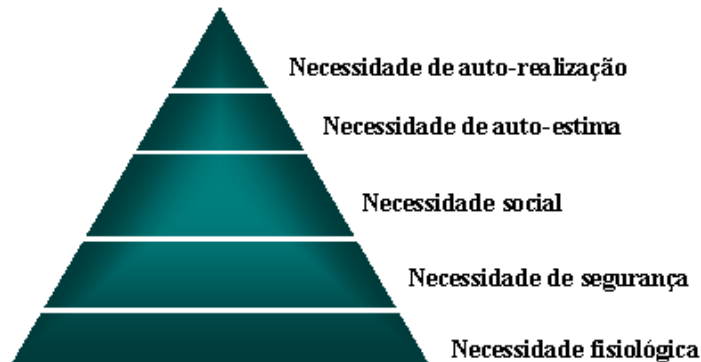 Necessidade de auto-realização
Necessidade de auto-estima
Necessidade social
Necessidade de segurança
Necessidade fisiológica